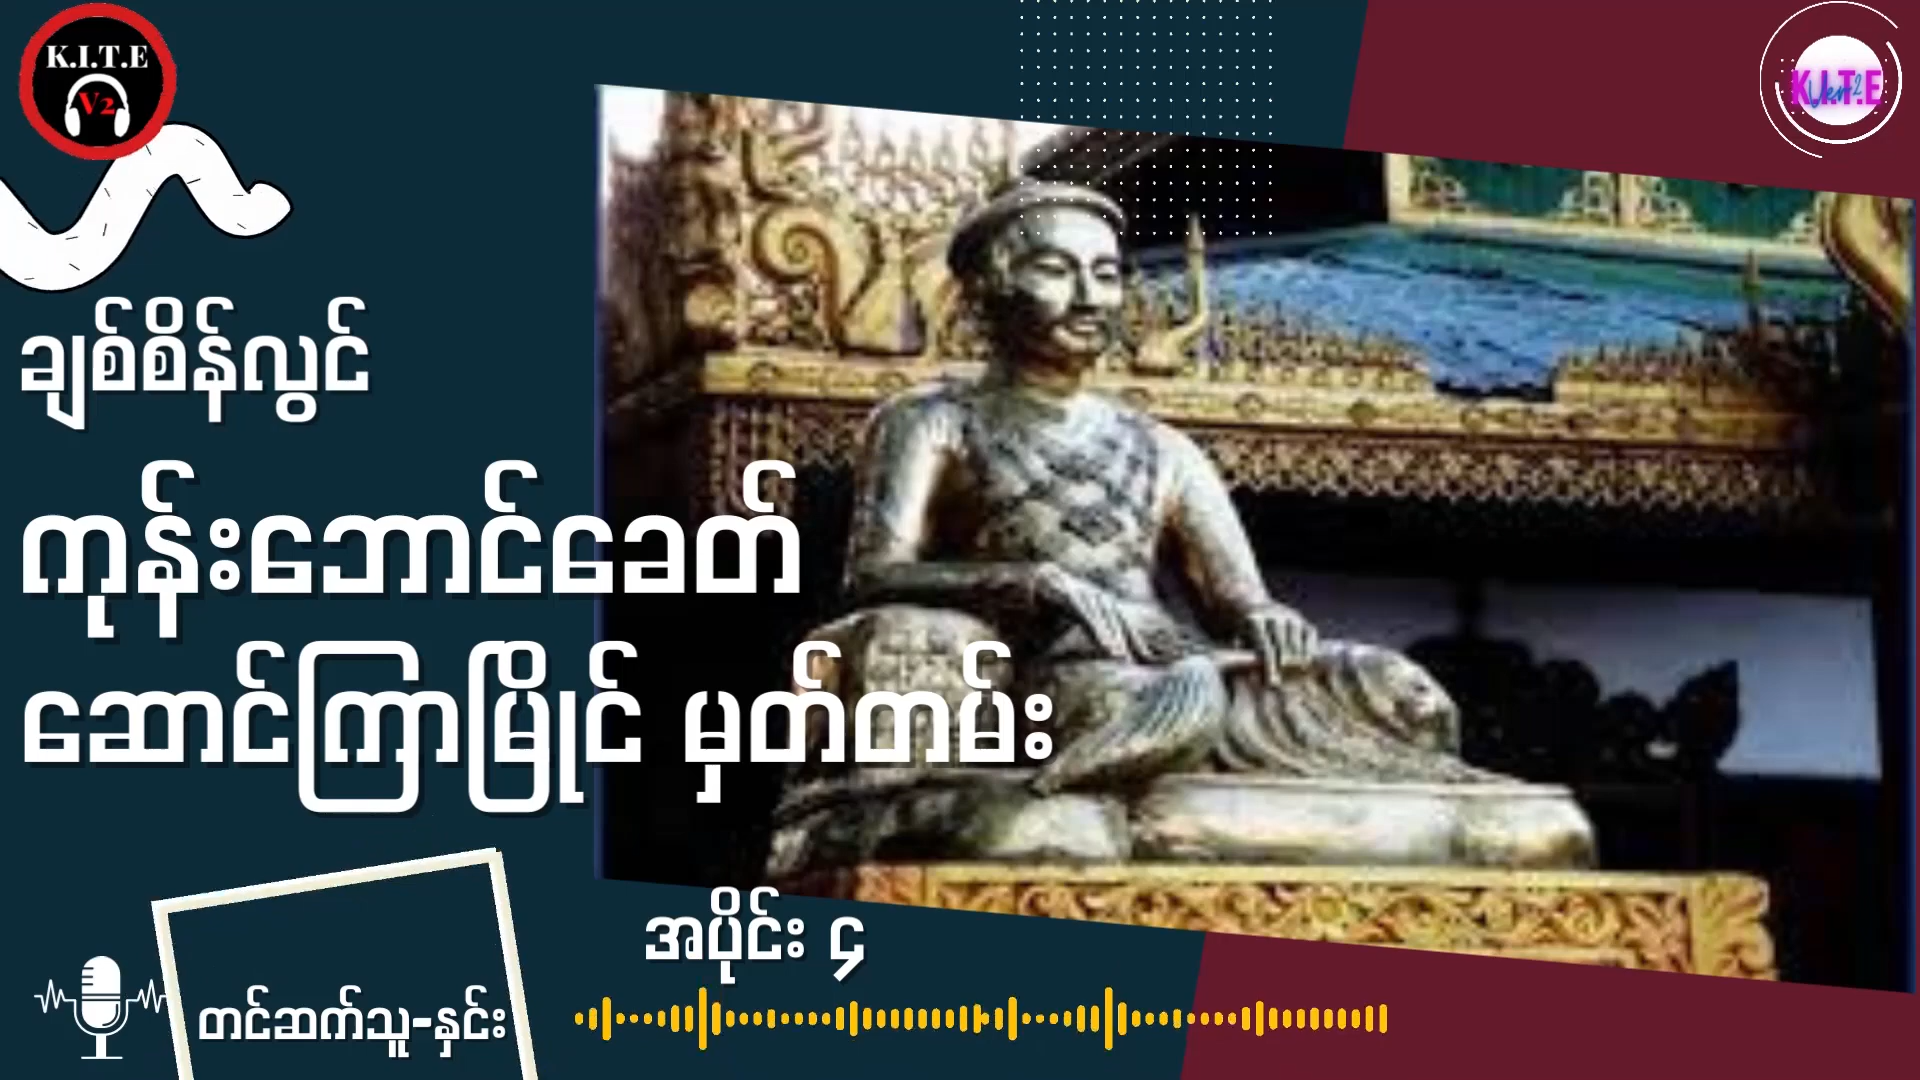 K.I.T.E
V2
K.I.T.E
Ver2
ချစ်စိန်လွင်
ကုန်းဘောင်ခေတ်
ဆောင်ကြာမြိုင် မှတ်တမ်း
အပိုင်း ၄
တင်ဆက်သူ-နှင်း